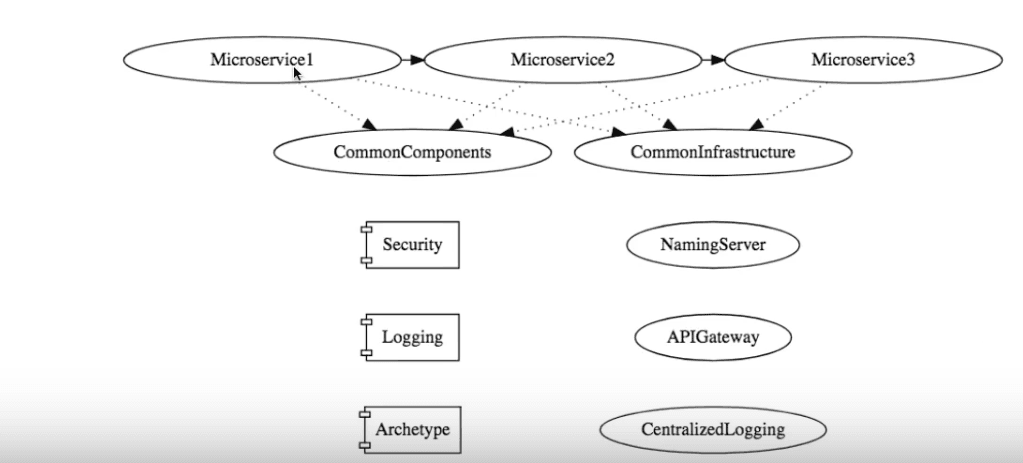 Microservice1 Microservice2 Microservice3
CommonComponents CommonInfrastructure
Security NamingServer
Logging APIGateway
Archetype CentralizedLogging